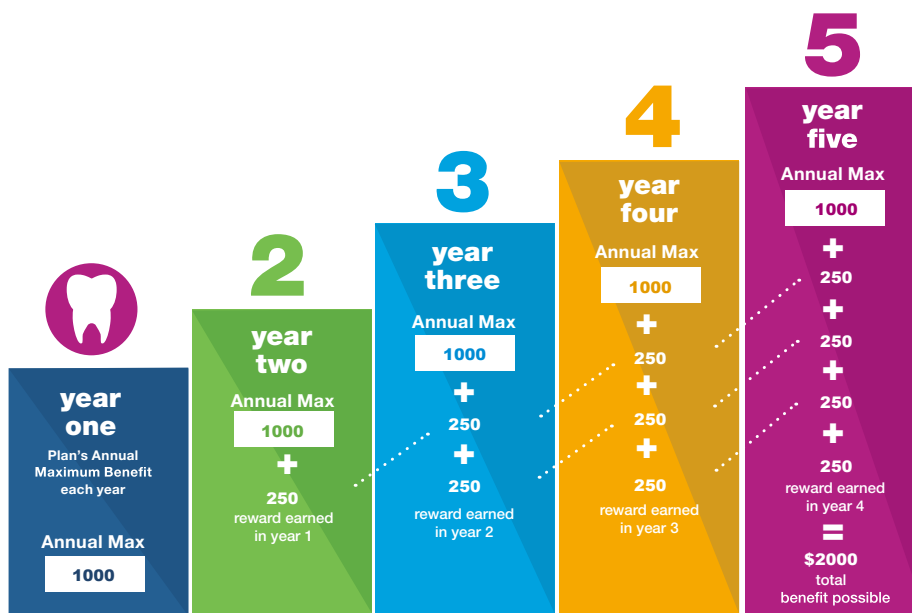 year
one
Plan's Annual
Maximum Benefit
each year
Annual Max
1000
2
year
two
Annual Max
1000
+
250
reward earned
in year 1
3
year
three
Annual Max
1000
+
250
+
250
reward earned
in year 2
4
year
four
Annual Max
1000
+
250
+
250
+
250
reward earned
in year 3
5
year
five
Annual Max
1000
+
250
+
250
+
250
+
250
reward earned
in year 4
=
$2000
total
benefit possible